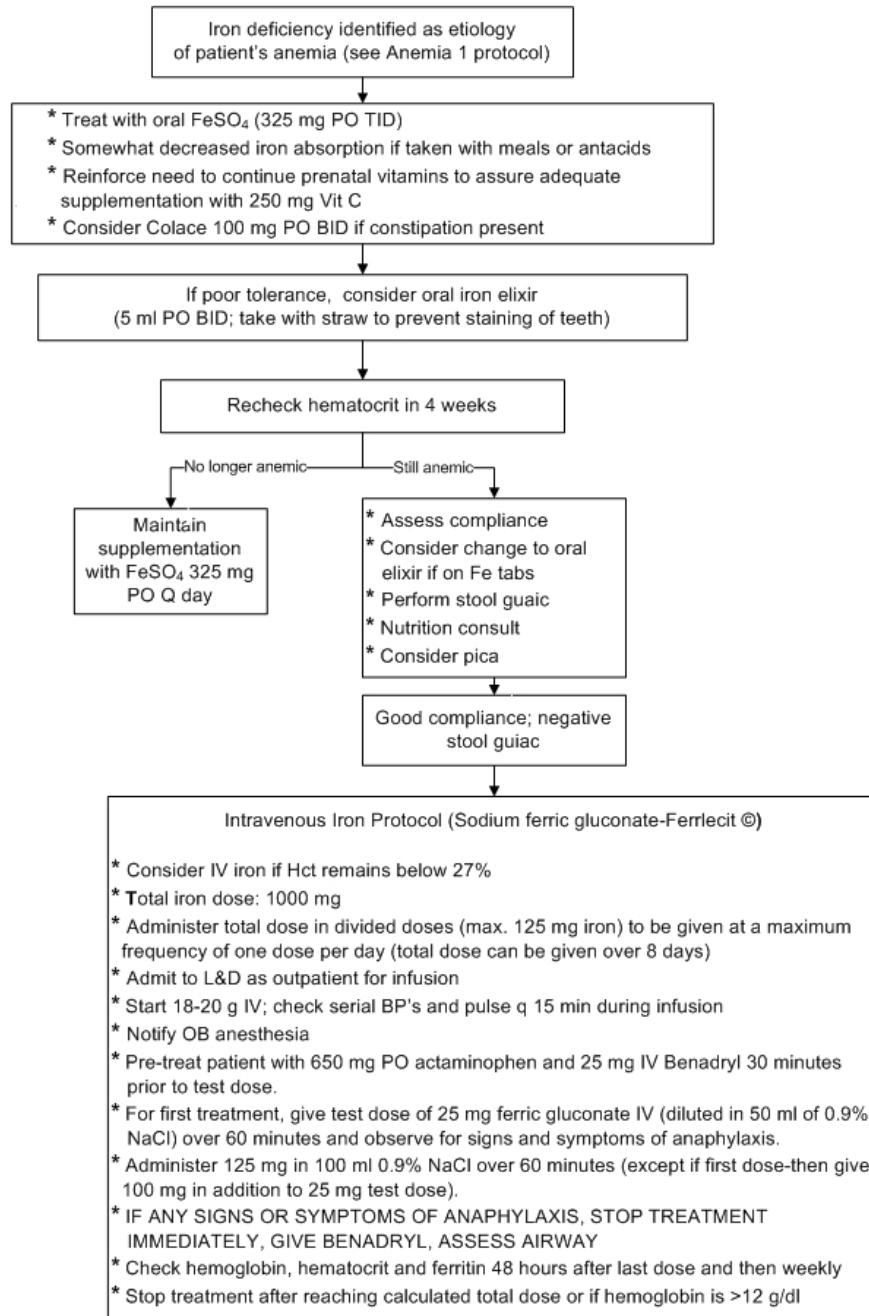 Iron deficiency identified as etiology
of patient's anemia (see Anemia 1 protocol)
* Treat with oral FeSO₄ (325 mg PO TID)
* Somewhat decreased iron absorption if taken with meals or antacids
* Reinforce need to continue prenatal vitamins to assure adequate
supplementation with 250 mg Vit C
* Consider Colace 100 mg PO BID if constipation present
If poor tolerance, consider oral iron elixir
(5 ml PO BID; take with straw to prevent staining of teeth)
Recheck hematocrit in 4 weeks
No longer anemic
Still anemic
Maintain
supplementation
with FeSO₄ 325 mg
PO Q day
* Assess compliance
* Consider change to oral
elixir if on Fe tabs
* Perform stool guaic
* Nutrition consult
* Consider pica
Good compliance; negative
stool guiac
Intravenous Iron Protocol (Sodium ferric gluconate-Ferrlecit ©)
* Consider IV iron if Hct remains below 27%
* Total iron dose: 1000 mg
* Administer total dose in divided doses (max. 125 mg iron) to be given at a maximum
frequency of one dose per day (total dose can be given over 8 days)
* Admit to L&D as outpatient for infusion
* Start 18-20 g IV; check serial BP's and pulse q 15 min during infusion
* Notify OB anesthesia
* Pre-treat patient with 650 mg PO actaminophen and 25 mg IV Benadryl 30 minutes
prior to test dose.
* For first treatment, give test dose of 25 mg ferric gluconate IV (diluted in 50 ml of 0.9%
NaCl) over 60 minutes and observe for signs and symptoms of anaphylaxis.
* Administer 125 mg in 100 ml 0.9% NaCl over 60 minutes (except if first dose-then give
100 mg in addition to 25 mg test dose).
* IF ANY SIGNS OR SYMPTOMS OF ANAPHYLAXIS, STOP TREATMENT
IMMEDIATELY, GIVE BENADRYL, ASSESS AIRWAY
* Check hemoglobin, hematocrit and ferritin 48 hours after last dose and then weekly
* Stop treatment after reaching calculated total dose or if hemoglobin is >12 g/dl